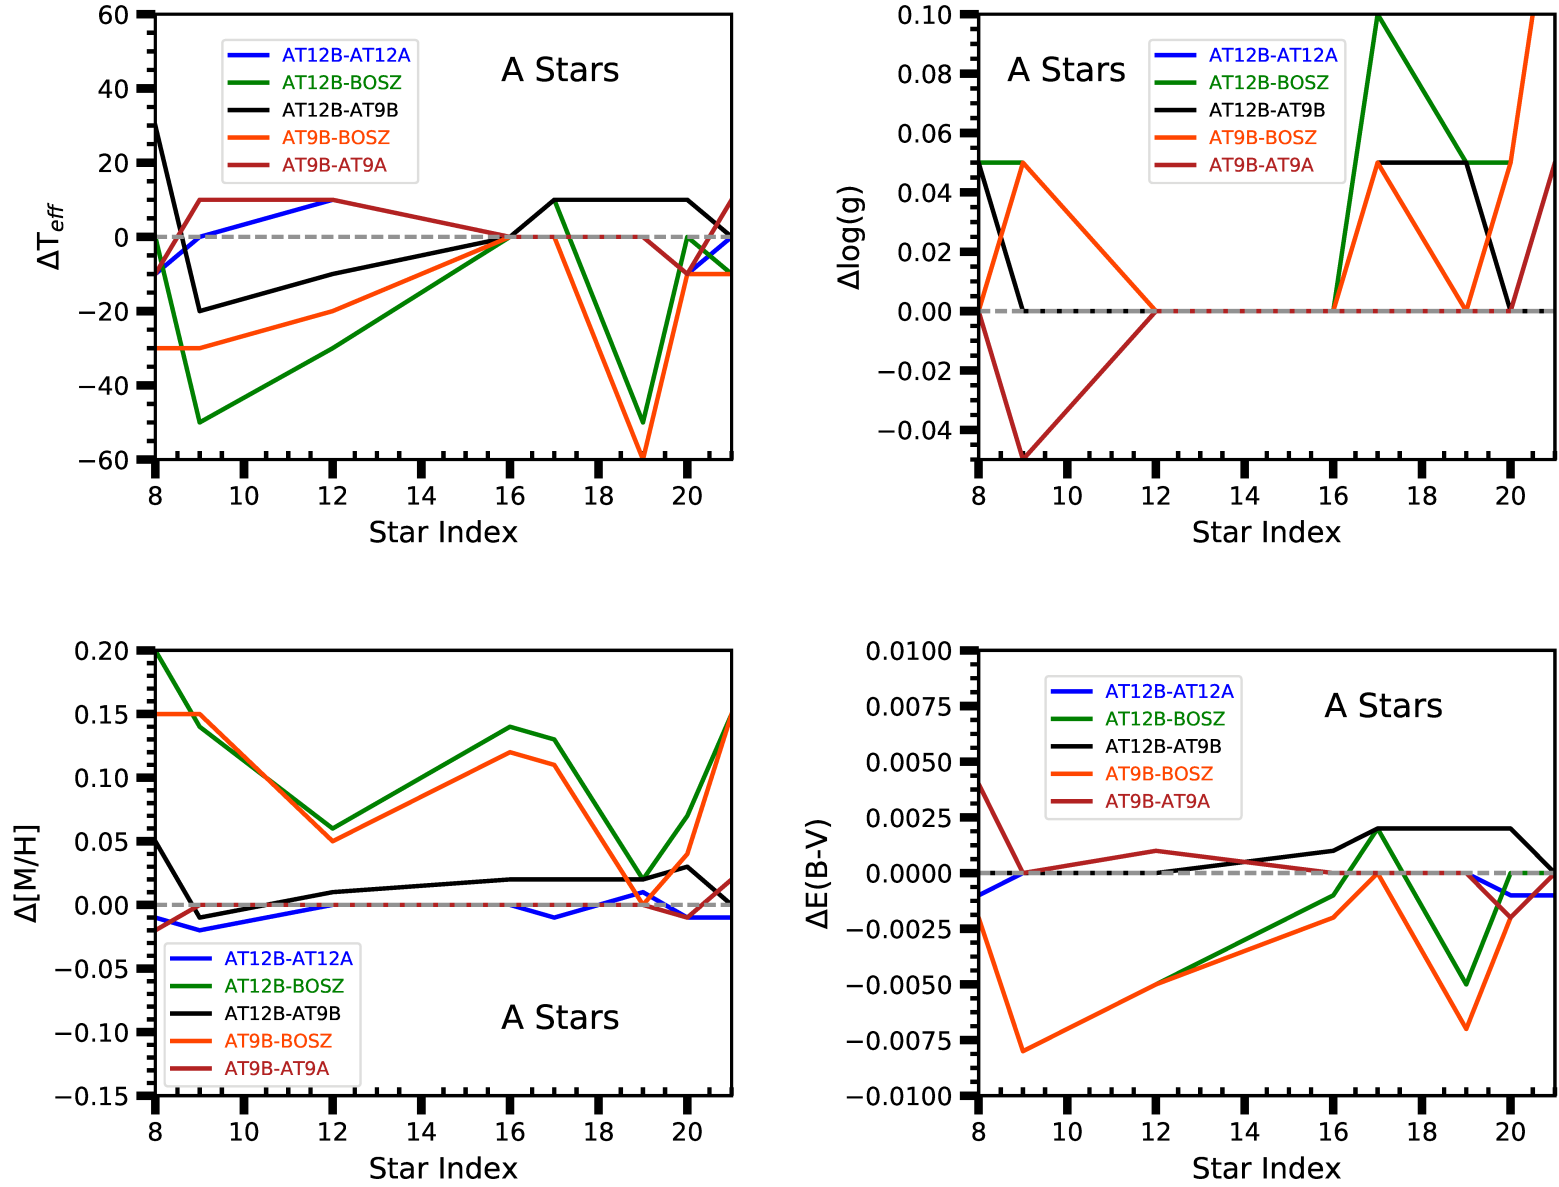 60
40
20
0
−20
−40
−60
ΔT_eff
AT12B-AT12A
AT12B-BOSZ
AT12B-AT9B
AT9B-BOSZ
AT9B-AT9A
A Stars
8 10 12 14 16 18 20
Star Index
0.10
0.08
0.06
0.04
0.02
0.00
−0.02
−0.04
Δlog(g)
A Stars
AT12B-AT12A
AT12B-BOSZ
AT12B-AT9B
AT9B-BOSZ
AT9B-AT9A
8 10 12 14 16 18 20
Star Index
0.20
0.15
0.10
0.05
0.00
−0.05
−0.10
−0.15
Δ[M/H]
AT12B-AT12A
AT12B-BOSZ
AT12B-AT9B
AT9B-BOSZ
AT9B-AT9A
A Stars
8 10 12 14 16 18 20
Star Index
0.0100
0.0075
0.0050
0.0025
0.0000
−0.0025
−0.0050
−0.0075
−0.0100
ΔE(B-V)
AT12B-AT12A
AT12B-BOSZ
AT12B-AT9B
AT9B-BOSZ
AT9B-AT9A
A Stars
8 10 12 14 16 18 20
Star Index